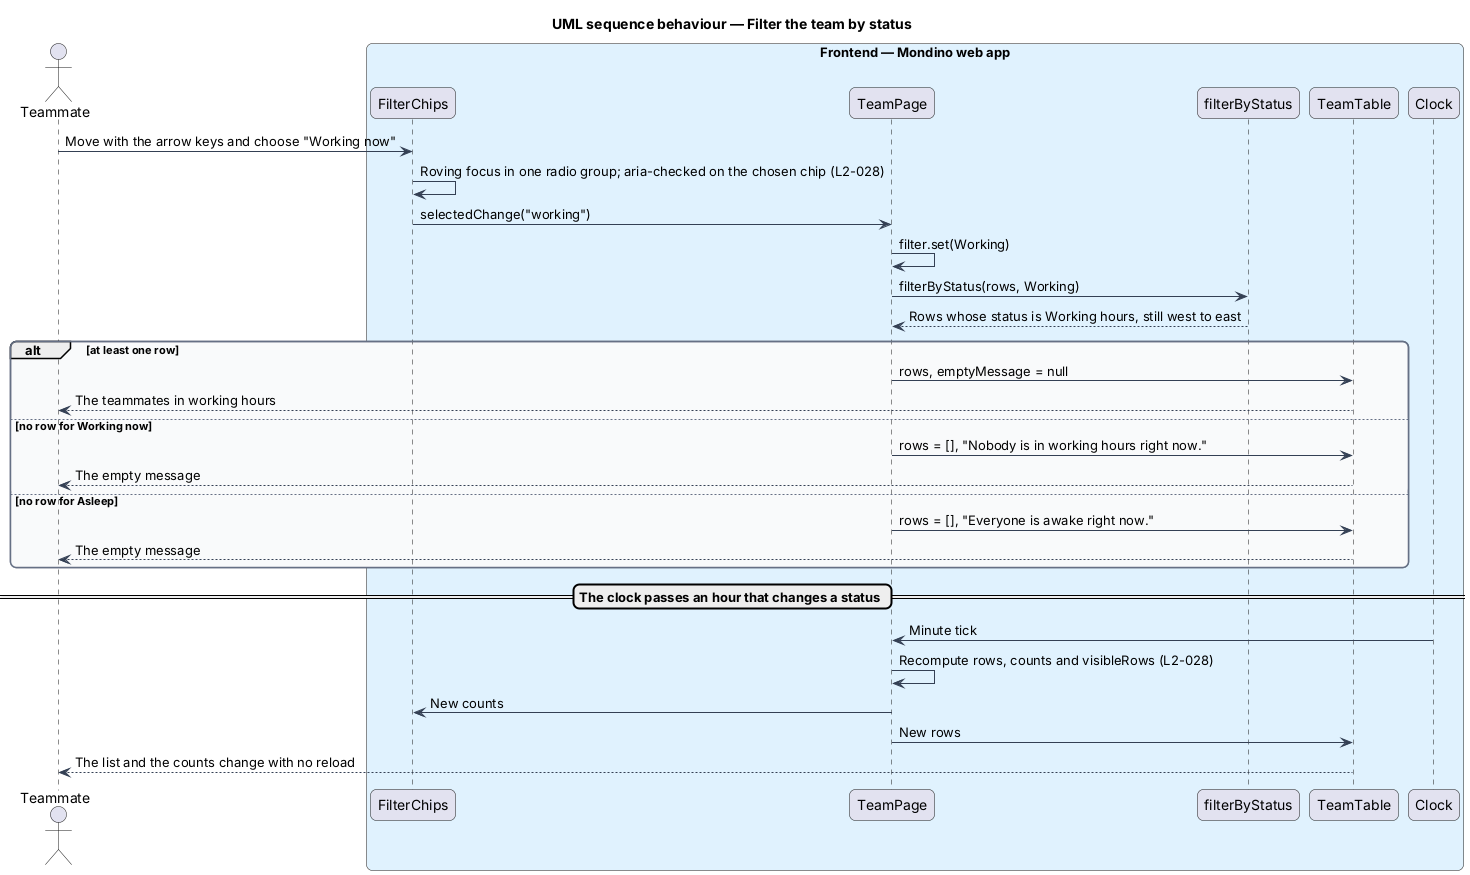 UML sequence behaviour — Filter the team by status
Frontend — Mondino web app
Teammate
FilterChips
TeamPage
filterByStatus
TeamTable
Clock
Move with the arrow keys and choose "Working now"
Roving focus in one radio group; aria-checked on the chosen chip (L2-028)
selectedChange("working")
filter.set(Working)
filterByStatus(rows, Working)
Rows whose status is Working hours, still west to east
alt
[at least one row]
rows, emptyMessage = null
The teammates in working hours
[no row for Working now]
rows = [], "Nobody is in working hours right now."
The empty message
[no row for Asleep]
rows = [], "Everyone is awake right now."
The empty message
The clock passes an hour that changes a status
Minute tick
Recompute rows, counts and visibleRows (L2-028)
New counts
New rows
The list and the counts change with no reload
Teammate
FilterChips
TeamPage
filterByStatus
TeamTable
Clock